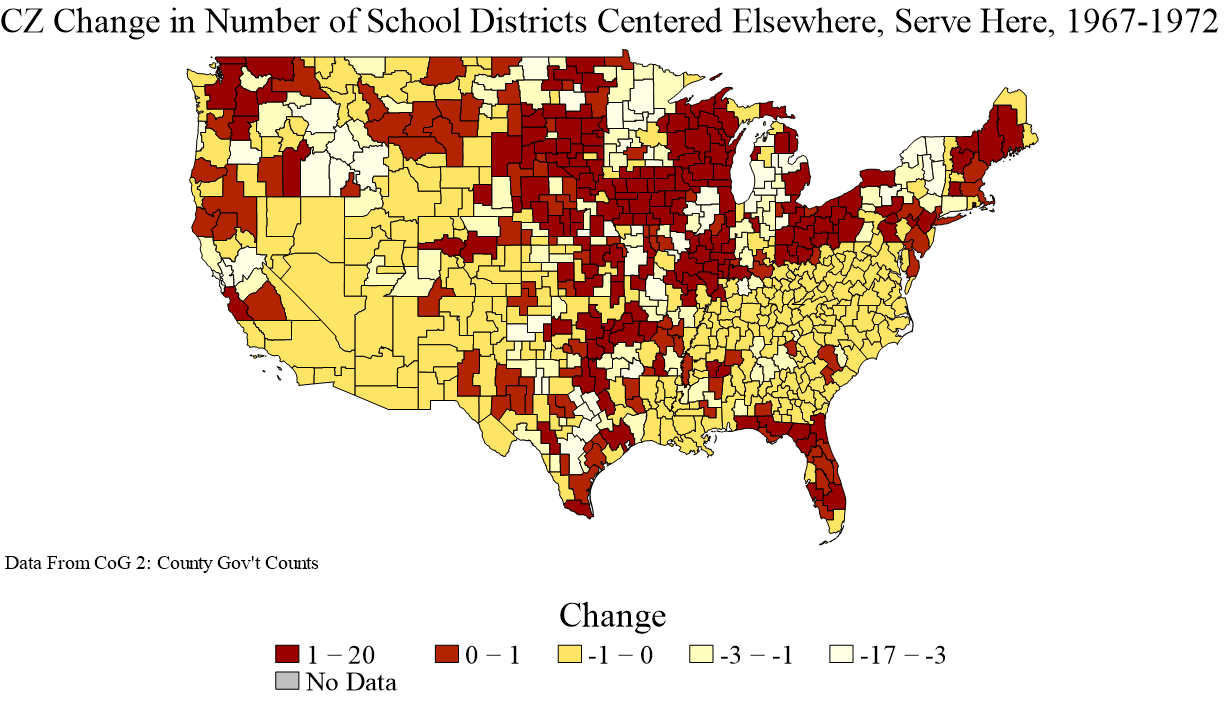 CZ Change in Number of School Districts Centered Elsewhere, Serve Here, 1967-1972
Data From CoG 2: County Gov't Counts
Change
1 − 20 0 − 1 -1 − 0 -3 − -1 -17 − -3
No Data